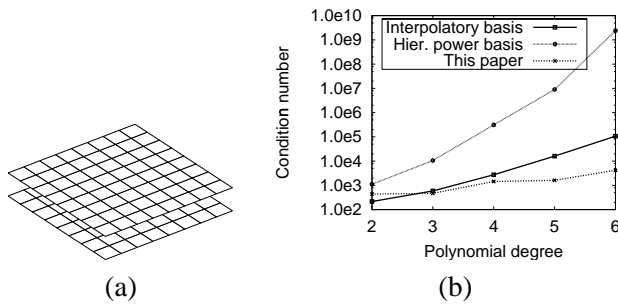 Condition number
1.0e10
1.0e9
1.0e8
1.0e7
1.0e6
1.0e5
1.0e4
1.0e3
1.0e2
Interpolatory basis
Hier. power basis
This paper
2 3 4 5 6
Polynomial degree
(a) (b)